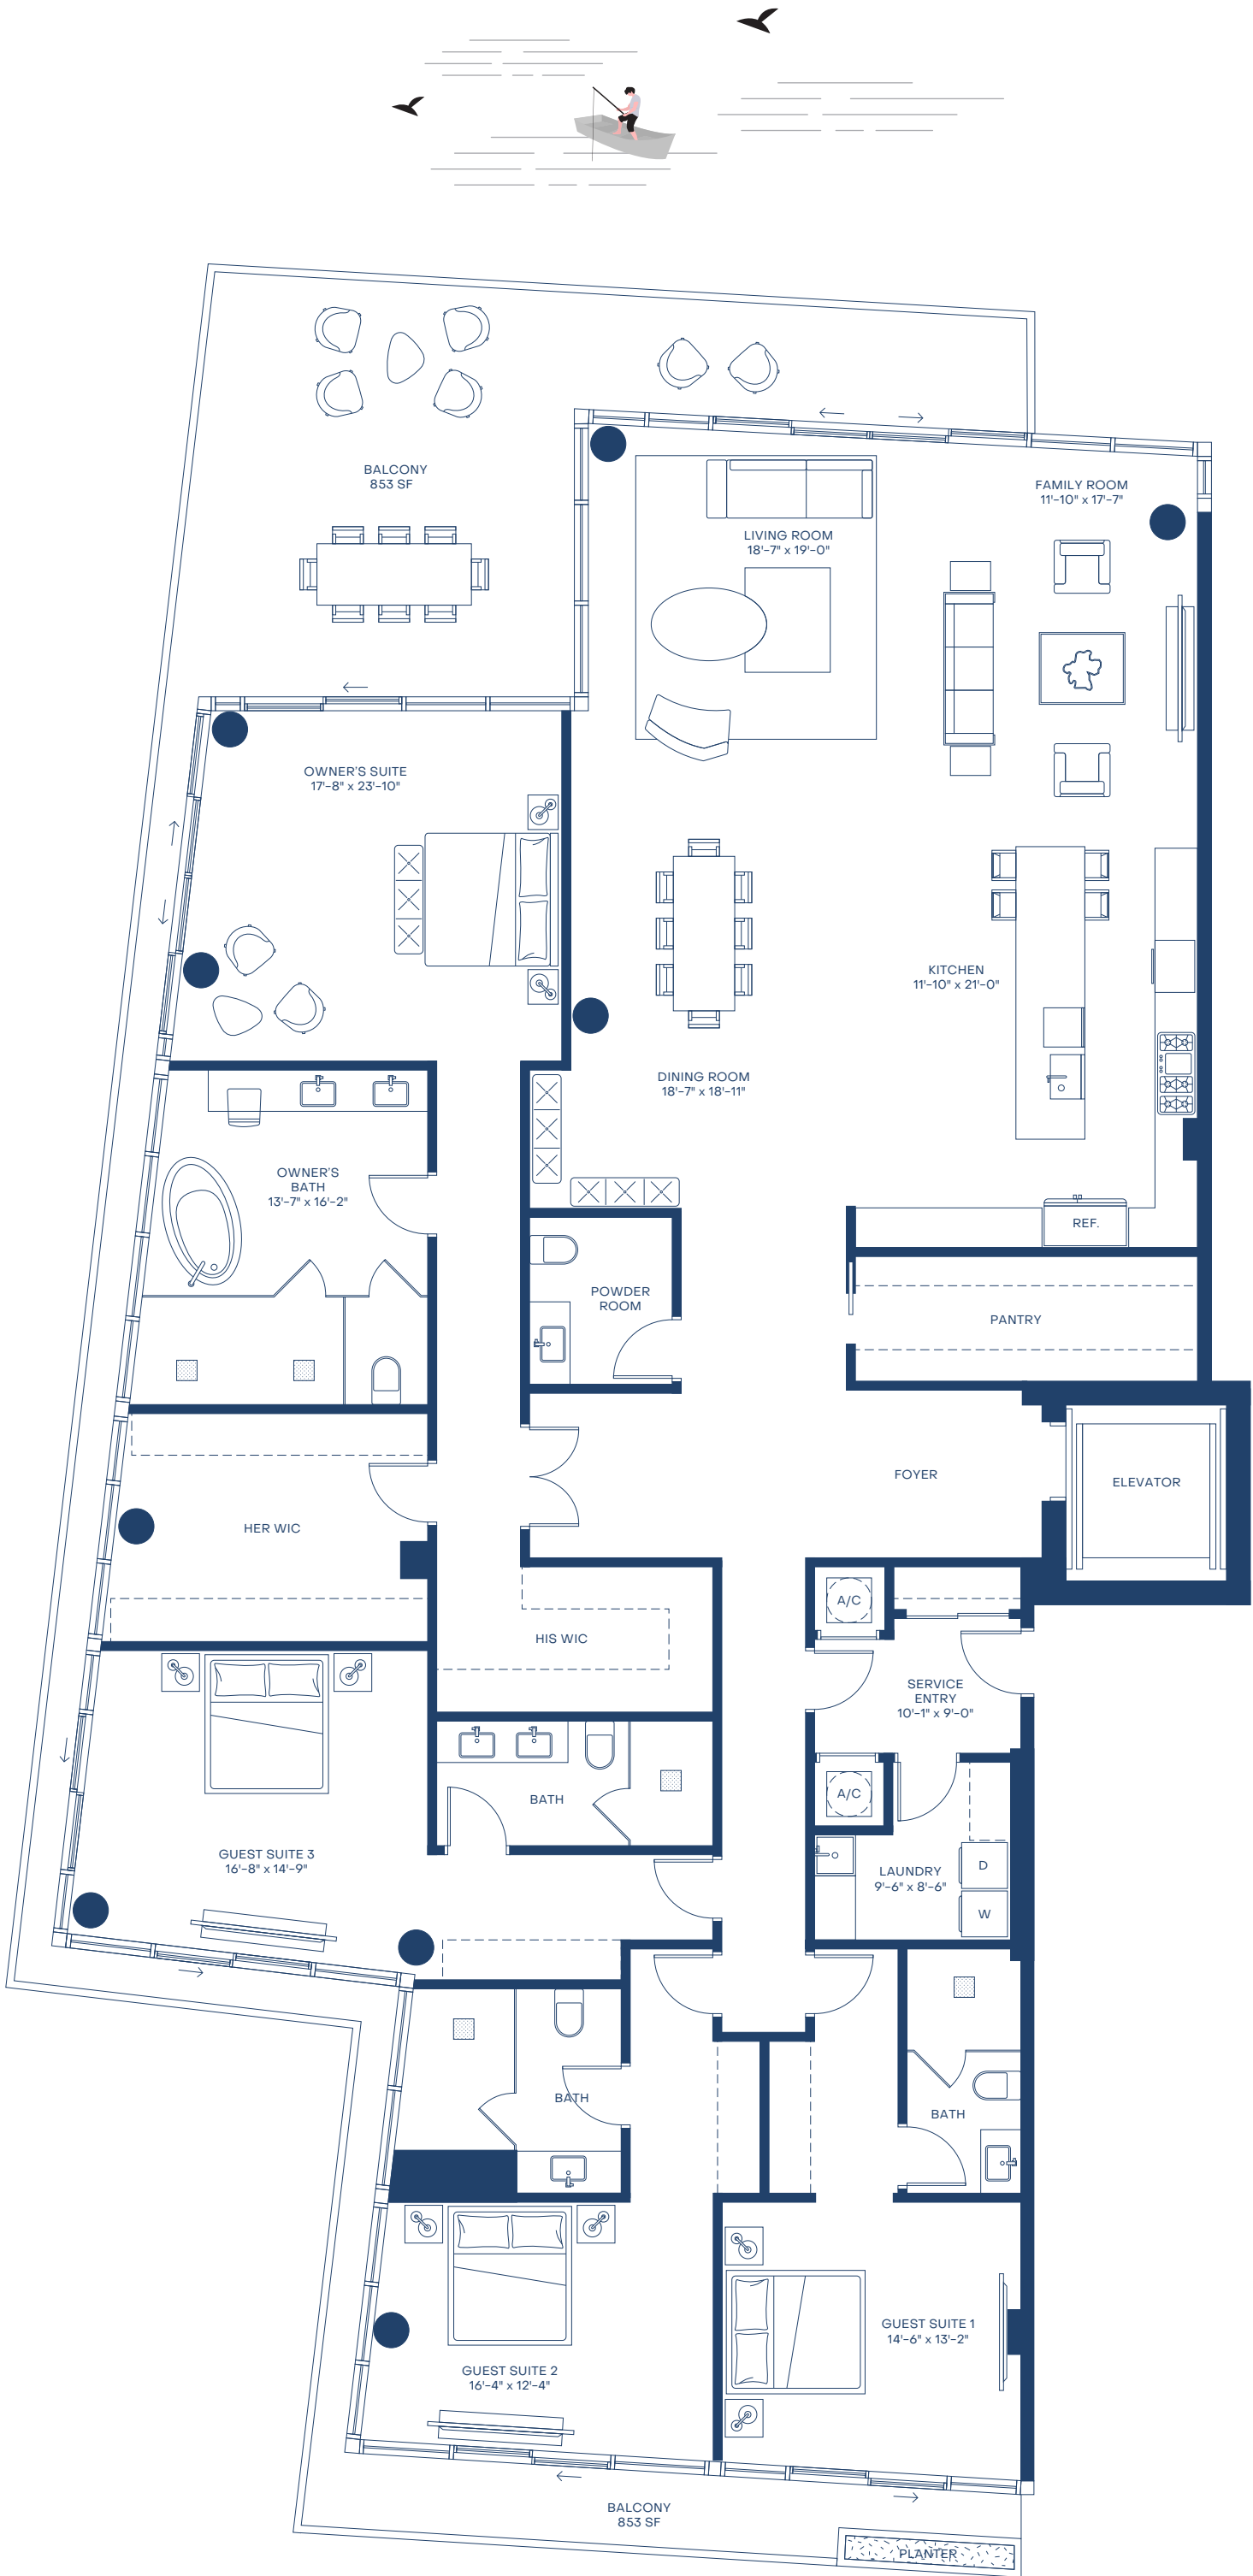 BALCONY
853 SF
FAMILY ROOM
11'-10" x 17'-7"
LIVING ROOM
18'-7" x 19'-0"
OWNER'S SUITE
17'-8" x 23'-10"
KITCHEN
11'-10" x 21'-0"
DINING ROOM
18'-7" x 18'-11"
OWNER'S
BATH
13'-7" x 16'-2"
REF.
POWDER
ROOM
PANTRY
FOYER
ELEVATOR
HER WIC
A/C
HIS WIC
SERVICE
ENTRY
10'-1" x 9'-0"
A/C
BATH
GUEST SUITE 3
16'-8" x 14'-9"
LAUNDRY
9'-6" x 8'-6"
D
W
BATH
BATH
GUEST SUITE 1
14'-6" x 13'-2"
GUEST SUITE 2
16'-4" x 12'-4"
BALCONY
853 SF
PLANTER